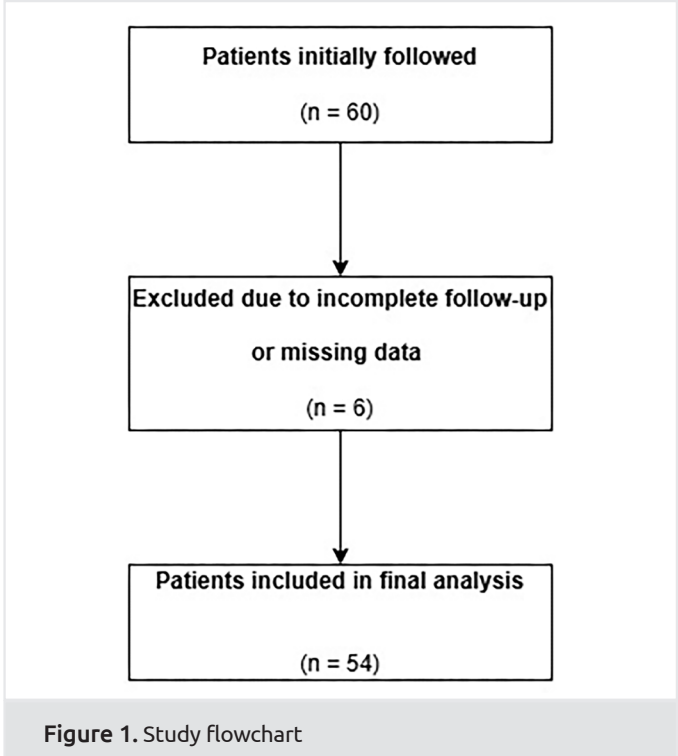 Patients initially followed
(n = 60)
Excluded due to incomplete follow-up
or missing data
(n = 6)
Patients included in final analysis
(n = 54)
Figure 1. Study flowchart